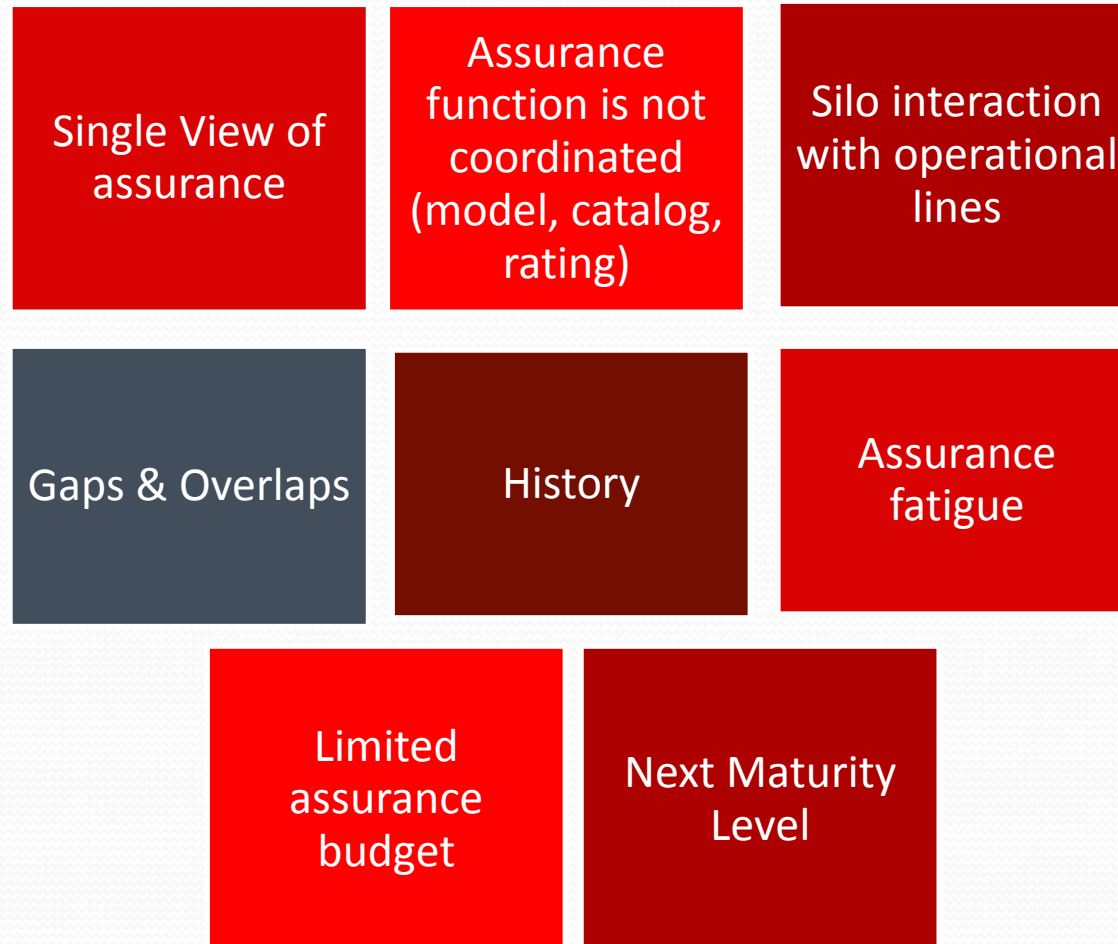 Single View of
assurance
Assurance
function is not
coordinated
(model, catalog,
rating)
Silo interaction
with operational
lines
Gaps & Overlaps
History
Assurance
fatigue
Limited
assurance
budget
Next Maturity
Level